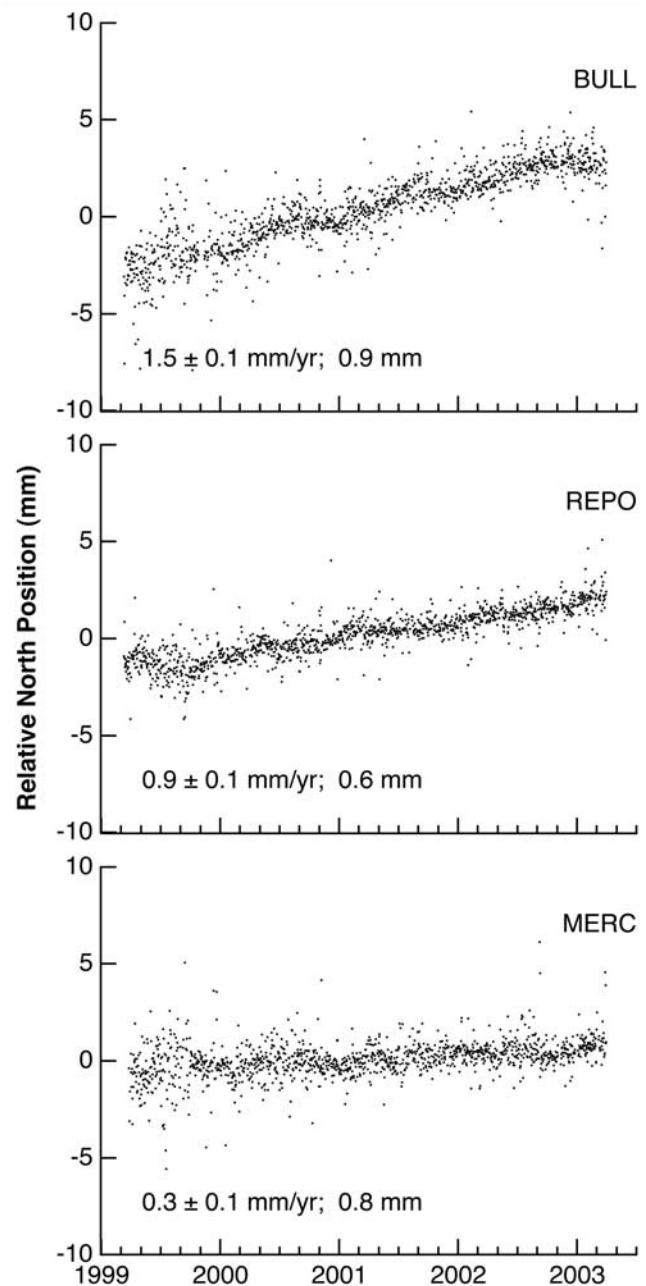 Relative North Position (mm)
10
BULL
5
0
-5
1.5 ± 0.1 mm/yr; 0.9 mm
-10
10
REPO
5
0
-5
0.9 ± 0.1 mm/yr; 0.6 mm
-10
10
MERC
5
0
-5
0.3 ± 0.1 mm/yr; 0.8 mm
-10
1999 2000 2001 2002 2003